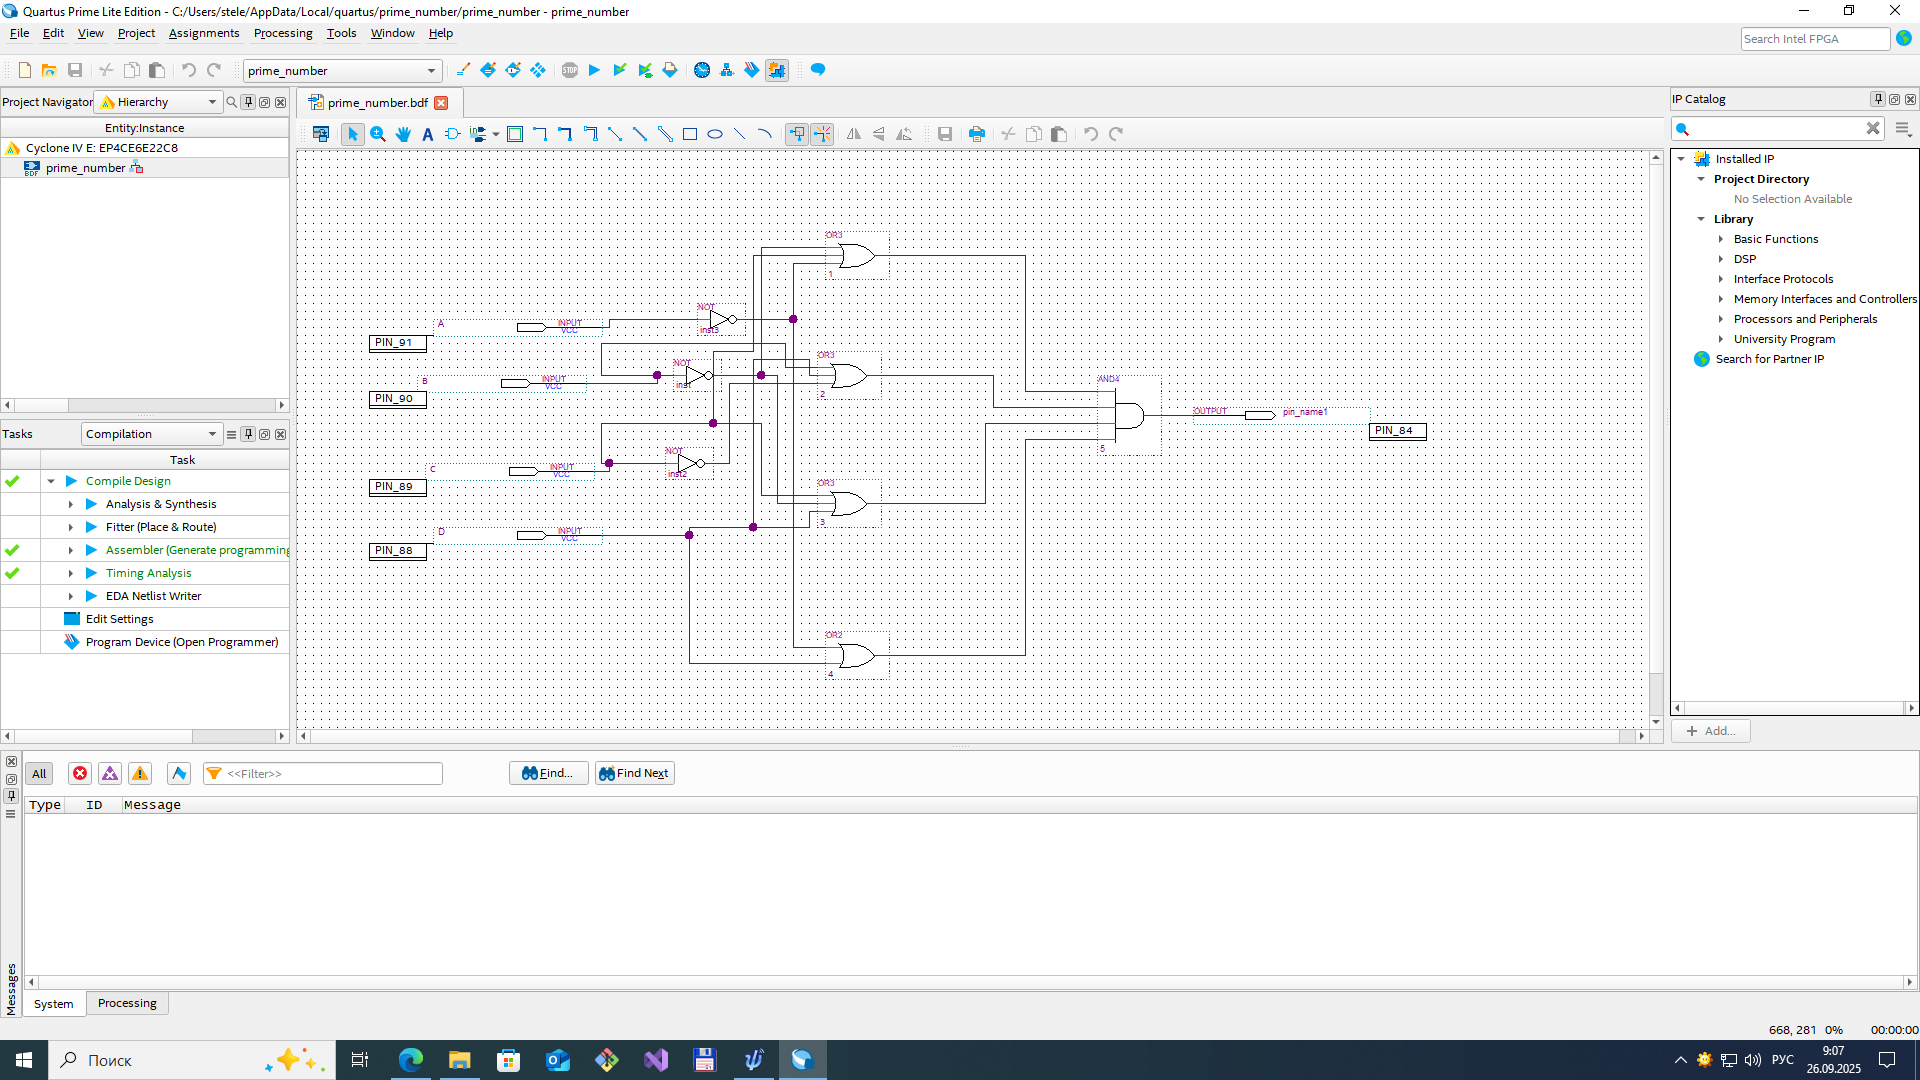 Quartus Prime Lite Edition - C:/Users/stele/AppData/Local/quartus/prime_number/prime_number - prime_number
File Edit View Project Assignments Processing Tools Window Help
Search Intel FPGA
prime_number
Project Navigator Hierarchy
Entity:Instance
Cyclone IV E: EP4CE6E22C8
prime_number
Tasks Compilation
Task
Compile Design
Analysis & Synthesis
Fitter (Place & Route)
Assembler (Generate programming
Timing Analysis
EDA Netlist Writer
Edit Settings
Program Device (Open Programmer)
prime_number.bdf
OR3
1
NOT
inst3
A
INPUT
VCC
PIN_91
NOT
inst
B
INPUT
VCC
PIN_90
OR3
2
AND4
5
OUTPUT
pin_name1
PIN_84
NOT
inst2
C
INPUT
VCC
PIN_89
OR3
3
D
INPUT
VCC
PIN_88
OR2
4
IP Catalog
Installed IP
Project Directory
No Selection Available
Library
Basic Functions
DSP
Interface Protocols
Memory Interfaces and Controllers
Processors and Peripherals
University Program
Search for Partner IP
+ Add...
All
<<Filter>>
Find...
Find Next
Type ID Message
Messages
System Processing
668, 281 0% 00:00:00
Поиск
РУС
9:07
26.09.2025